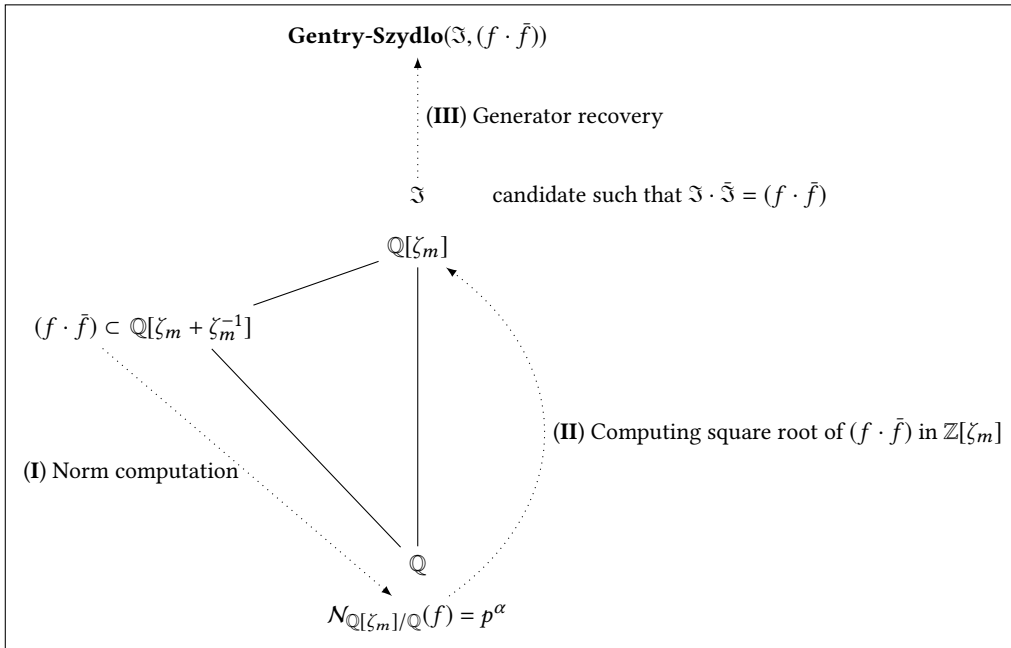 Gentry-Szydlo(ℑ, (f · f̄))
(III) Generator recovery
ℑ candidate such that ℑ · ℑ̄ = (f · f̄)
ℚ[ζ_m]
(f · f̄) ⊂ ℚ[ζ_m + ζ_m^{-1}]
(II) Computing square root of (f · f̄) in ℤ[ζ_m]
(I) Norm computation
ℚ
𝒩_{ℚ[ζ_m]/ℚ}(f) = p^α